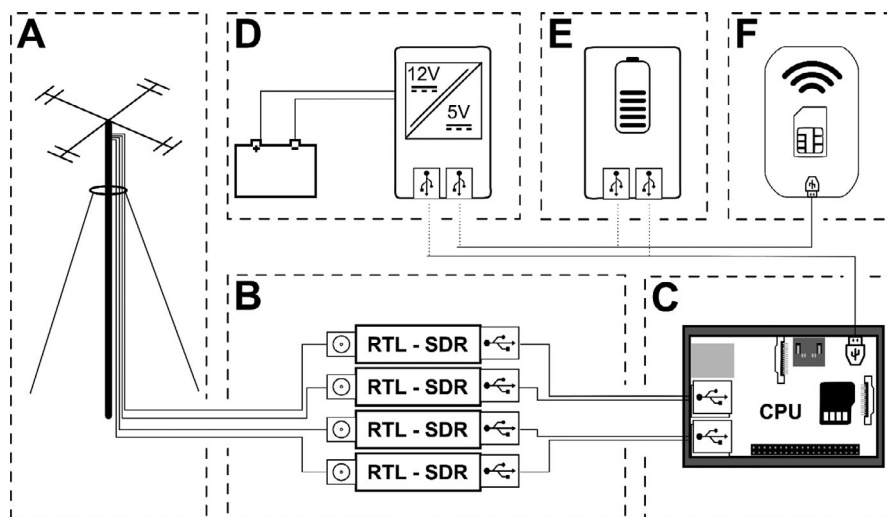 A
D
E
F
12V
5V
+ -
B
C
RTL - SDR
RTL - SDR
RTL - SDR
RTL - SDR
CPU